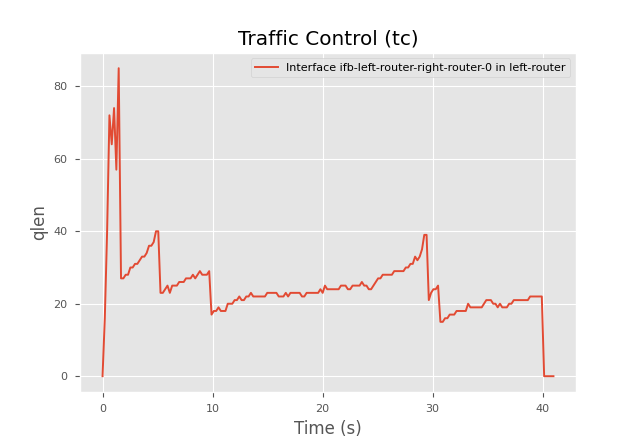 Traffic Control (tc)
Interface ifb-left-router-right-router-0 in left-router
80
60
40
20
0
qlen
0 10 20 30 40
Time (s)